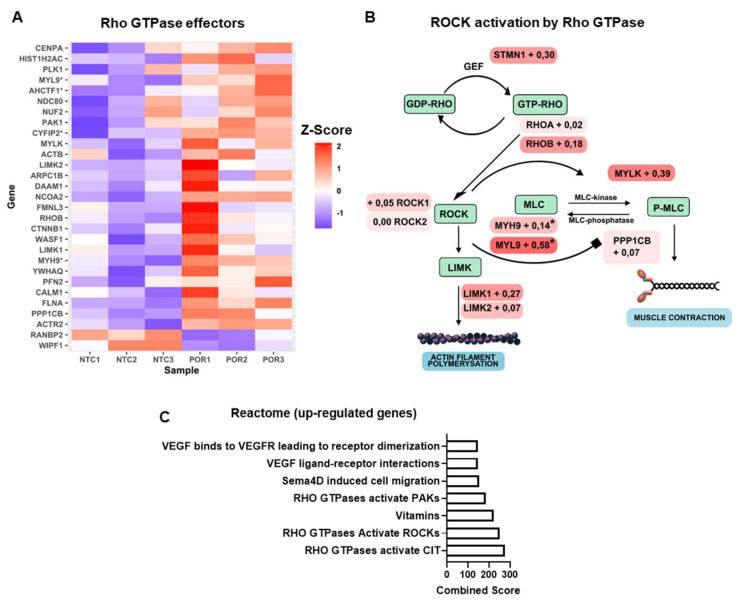 A
Rho GTPase effectors
CENPA
HIST1H2AC
PLK1
MYL9*
AHCTF1*
NDC80
NUF2
PAK1
CYFIP2*
MYLK
ACTB
LIMK2
ARPC1B
DAAM1
NCOA2
FMNL3
RHOB
CTNNB1
WASF1
LIMK1
MYH9*
YWHAQ
PFN2
CALM1
FLNA
PPP1CB
ACTR2
RANBP2
WIPF1
Gene
NTC1 NTC2 NTC3 POR1 POR2 POR3
Sample
Z-Score
2
1
0
-1
B
ROCK activation by Rho GTPase
STMN1 + 0,30
GEF
GDP-RHO
GTP-RHO
RHOA + 0,02
RHOB + 0,18
MYLK + 0,39
+ 0,05 ROCK1
0,00 ROCK2
ROCK
MLC
MLC-kinase
MLC-phosphatase
P-MLC
MYH9 + 0,14*
MYL9 + 0,58*
PPP1CB
+ 0,07
LIMK
LIMK1 + 0,27
LIMK2 + 0,07
MUSCLE CONTRACTION
ACTIN FILAMENT
POLYMERYSATION
C
Reactome (up-regulated genes)
VEGF binds to VEGFR leading to receptor dimerization
VEGF ligand-receptor interactions
Sema4D induced cell migration
RHO GTPases activate PAKs
Vitamins
RHO GTPases Activate ROCKs
RHO GTPases activate CIT
0 100 200 300
Combined Score